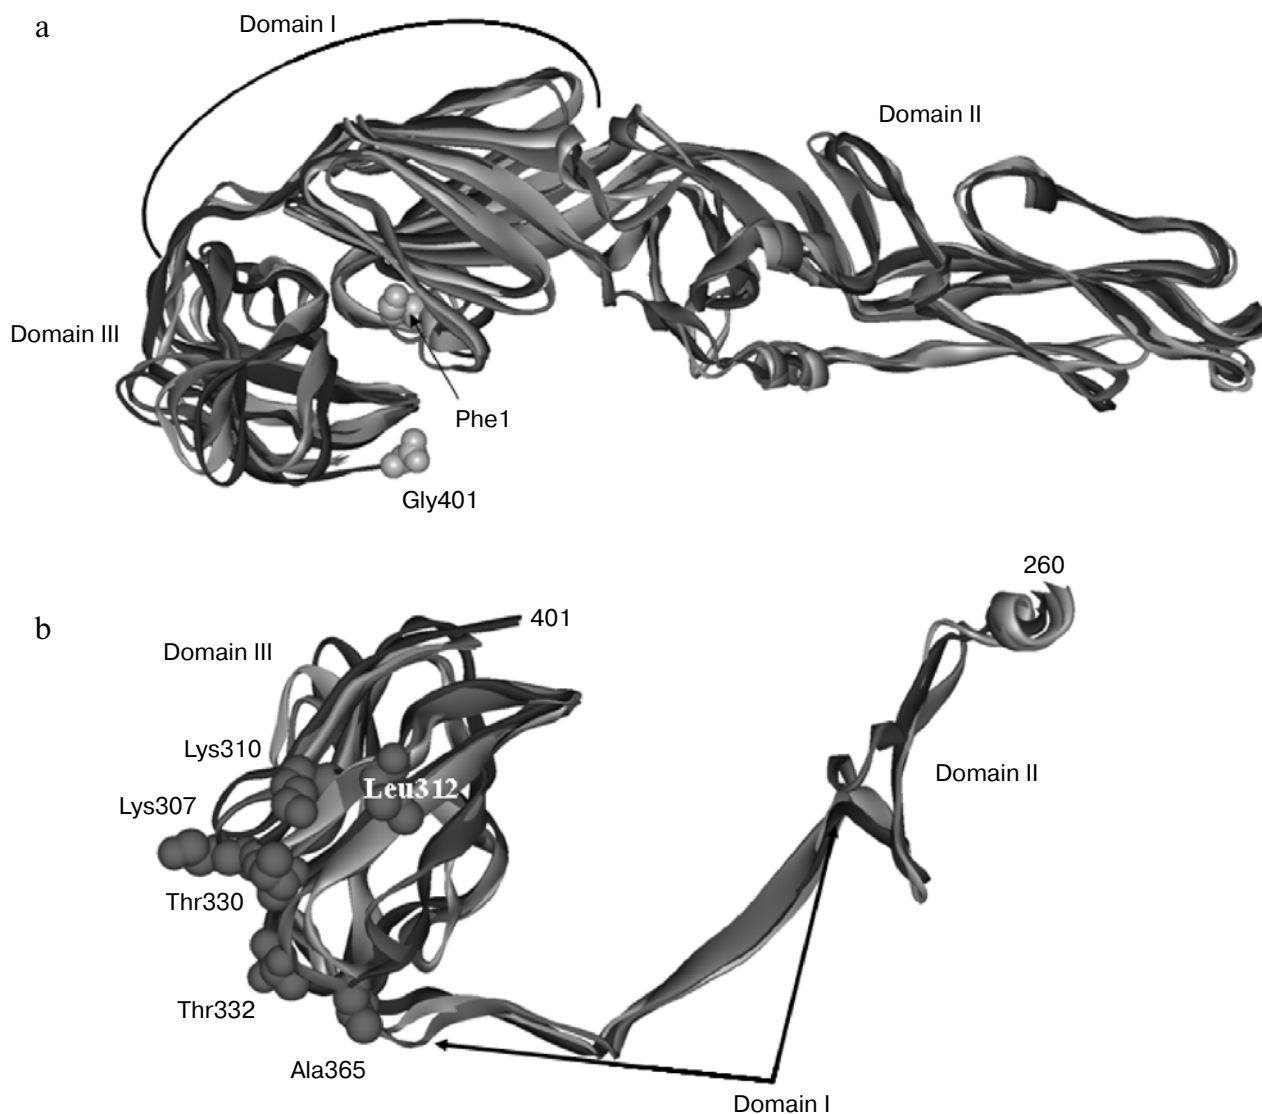 a
Domain I
Domain II
Domain III
Phe1
Gly401
b
260
401
Domain III
Lys310
Leu312
Domain II
Lys307
Thr330
Thr332
Ala365
Domain I